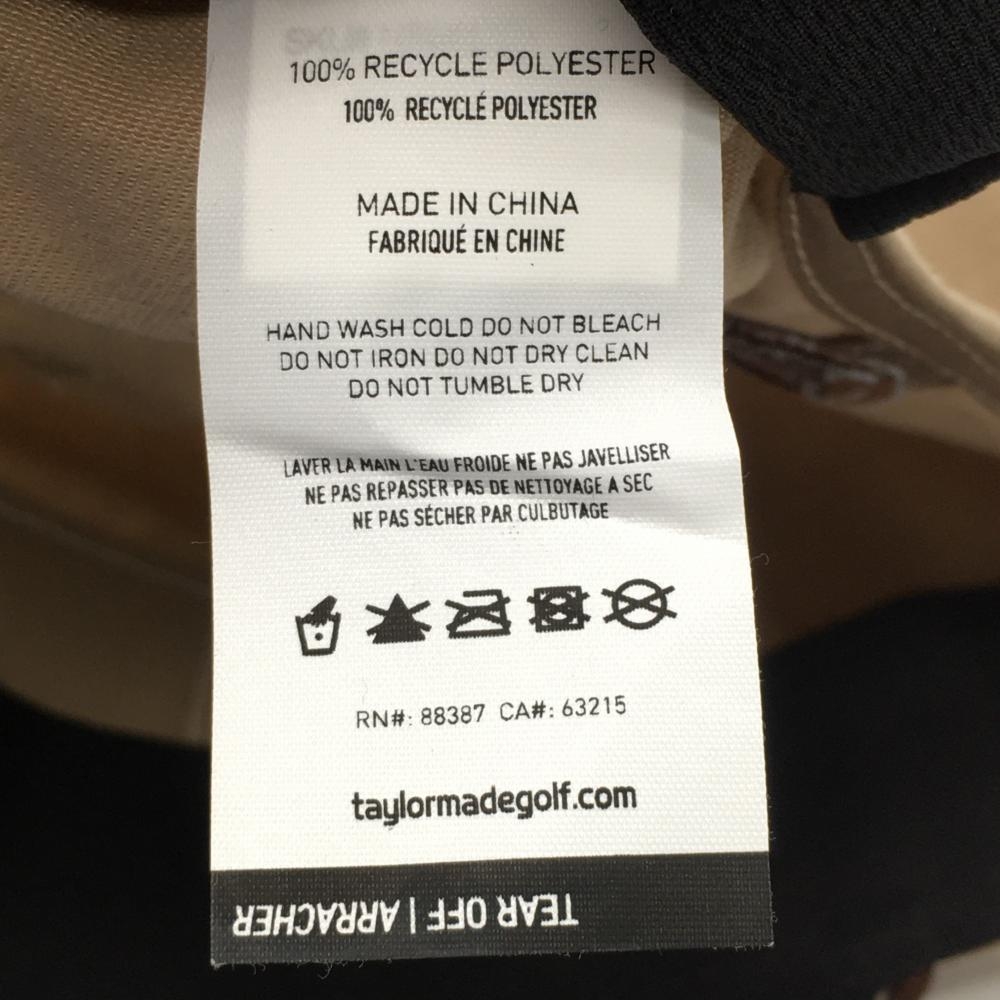 SKU#
100% RECYCLE POLYESTER
100% RECYCLÉ POLYESTER
MADE IN CHINA
FABRIQUÉ EN CHINE
HAND WASH COLD DO NOT BLEACH
DO NOT IRON DO NOT DRY CLEAN
DO NOT TUMBLE DRY
LAVER LA MAIN L'EAU FROIDE NE PAS JAVELLISER
NE PAS REPASSER PAS DE NETTOYAGE A SEC
NE PAS SÉCHER PAR CULBUTAGE
RN#: 88387 CA#: 63215
taylormadegolf.com
TEAR OFF | ARRACHER